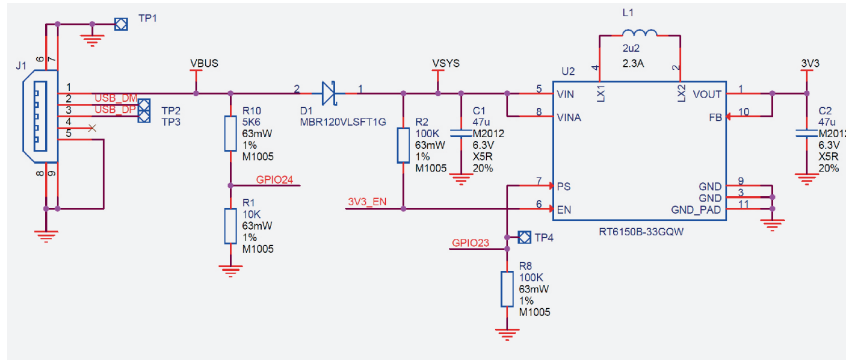 TP1
L1
2u2
2.3A
J1
6
7
1
2
3
4
5
8
9
USB_DM
USB_DP
TP2
TP3
VBUS
2
1
D1
MBR120VLSFT1G
VSYS
R10
5K6
63mW
1%
M1005
GPIO24
R1
10K
63mW
1%
M1005
R2
100K
63mW
1%
M1005
C1
47u
M2012
6.3V
X5R
20%
3V3_EN
GPIO23
TP4
R8
100K
63mW
1%
M1005
U2
4
2
LX1
LX2
5
VIN
8
VINA
7
PS
6
EN
VOUT
1
FB
10
GND
9
GND
3
GND_PAD
11
RT6150B-33GQW
3V3
C2
47u
M2012
6.3V
X5R
20%